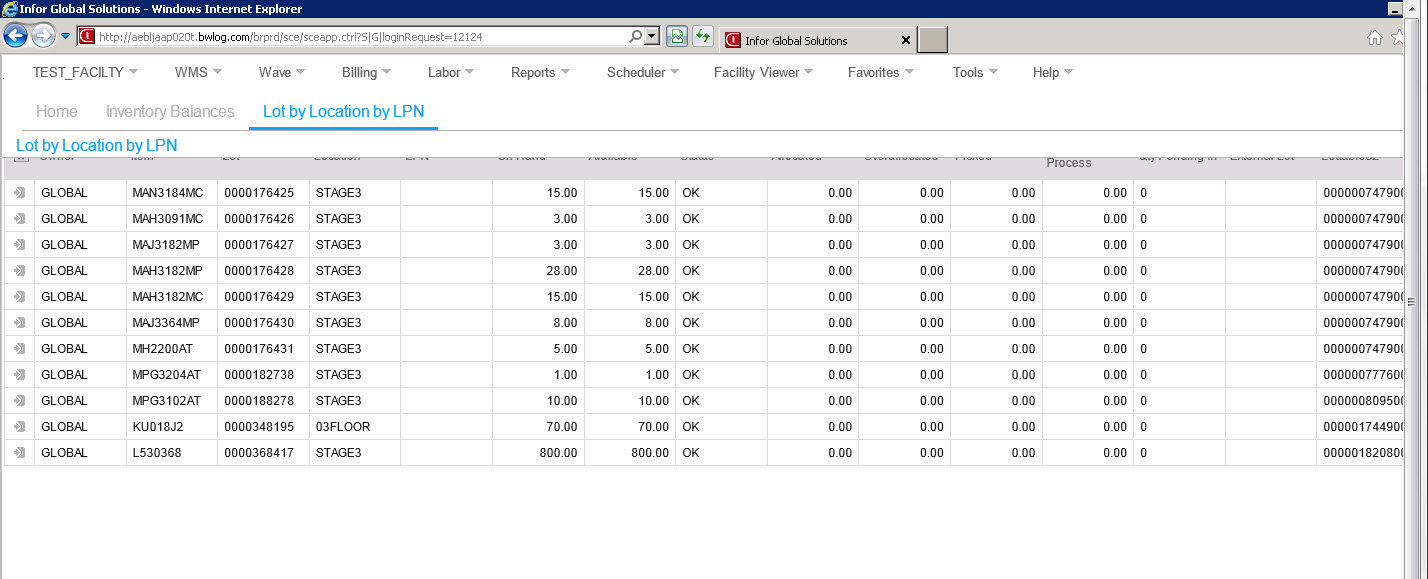 Infor Global Solutions - Windows Internet Explorer
http://aebljaap020t.bwlog.com/brprd/sce/sceapp.ctrl?S|G|loginRequest=12124
Infor Global Solutions
TEST_FACILTY WMS Wave Billing Labor Reports Scheduler Facility Viewer Favorites Tools Help
Home Inventory Balances Lot by Location by LPN
Lot by Location by LPN
Owner Item Lot Location LPN On Hand Available Status Allocated Overallocated Picked Process Qty Pending In External Lot Lottable02
GLOBAL MAN3184MC 0000176425 STAGE3 15.00 15.00 OK 0.00 0.00 0.00 0.00 0 00000074790
GLOBAL MAH3091MC 0000176426 STAGE3 3.00 3.00 OK 0.00 0.00 0.00 0.00 0 00000074790
GLOBAL MAJ3182MP 0000176427 STAGE3 3.00 3.00 OK 0.00 0.00 0.00 0.00 0 00000074790
GLOBAL MAH3182MP 0000176428 STAGE3 28.00 28.00 OK 0.00 0.00 0.00 0.00 0 00000074790
GLOBAL MAH3182MC 0000176429 STAGE3 15.00 15.00 OK 0.00 0.00 0.00 0.00 0 00000074790
GLOBAL MAJ3364MP 0000176430 STAGE3 8.00 8.00 OK 0.00 0.00 0.00 0.00 0 00000074790
GLOBAL MH2200AT 0000176431 STAGE3 5.00 5.00 OK 0.00 0.00 0.00 0.00 0 00000074790
GLOBAL MPG3204AT 0000182738 STAGE3 1.00 1.00 OK 0.00 0.00 0.00 0.00 0 00000077760
GLOBAL MPG3102AT 0000188278 STAGE3 10.00 10.00 OK 0.00 0.00 0.00 0.00 0 00000080950
GLOBAL KU018J2 0000348195 03FLOOR 70.00 70.00 OK 0.00 0.00 0.00 0.00 0 00000174490
GLOBAL L530368 0000368417 STAGE3 800.00 800.00 OK 0.00 0.00 0.00 0.00 0 00000182080